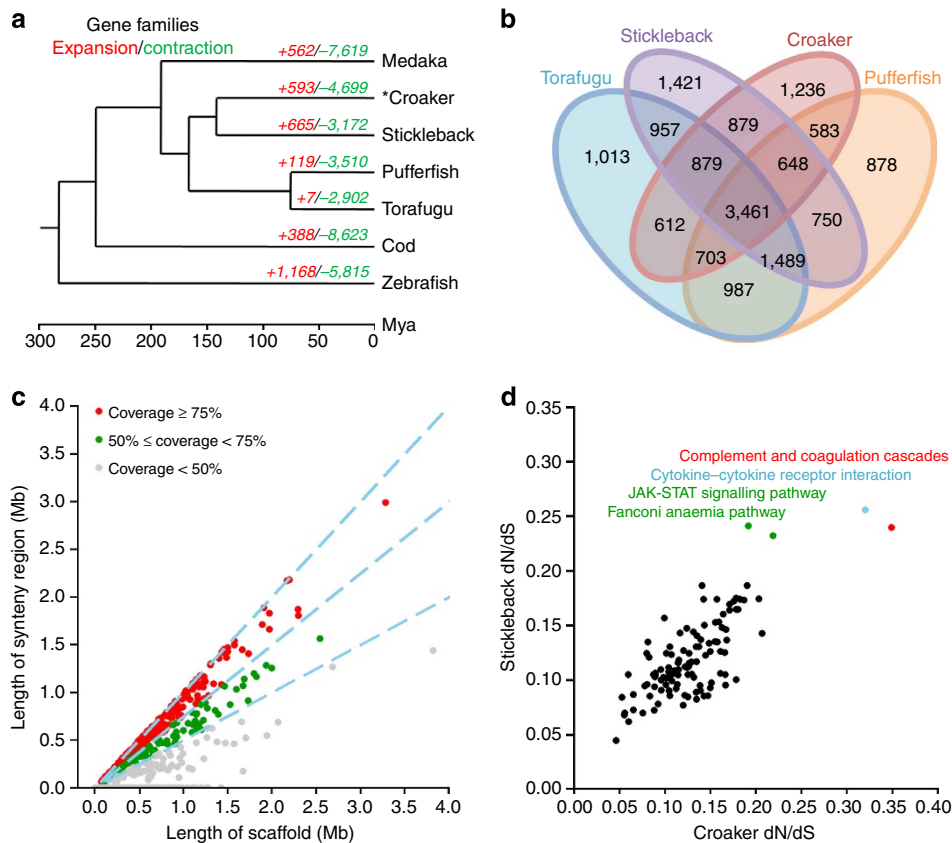 a
Gene families
Expansion/contraction
+562/–7,619
Medaka
+593/–4,699
*Croaker
+665/–3,172
Stickleback
+119/–3,510
Pufferfish
+7/–2,902
Torafugu
+388/–8,623
Cod
+1,168/–5,815
Zebrafish
Mya
300 250 200 150 100 50 0
b
Stickleback
Croaker
Torafugu
Pufferfish
1,421
1,236
957
879
583
1,013
879
648
878
612
3,461
750
703
1,489
987
c
4.0
3.5
3.0
2.5
2.0
1.5
1.0
0.5
0.0
Length of synteny region (Mb)
Coverage ≥ 75%
50% ≤ coverage < 75%
Coverage < 50%
0.0 0.5 1.0 1.5 2.0 2.5 3.0 3.5 4.0
Length of scaffold (Mb)
d
0.35
0.30
0.25
0.20
0.15
0.10
0.05
0.00
Stickleback dN/dS
Complement and coagulation cascades
Cytokine–cytokine receptor interaction
JAK-STAT signalling pathway
Fanconi anaemia pathway
0.00 0.05 0.10 0.15 0.20 0.25 0.30 0.35 0.40
Croaker dN/dS